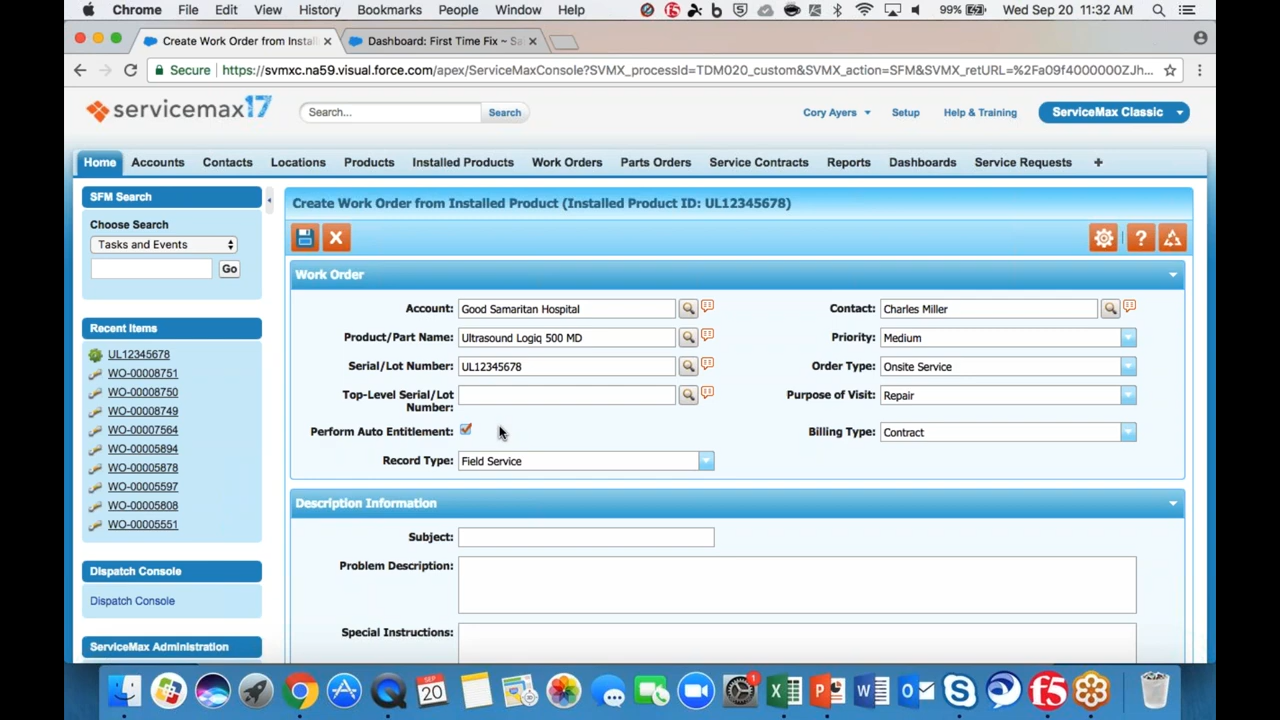 Chrome File Edit View History Bookmarks People Window Help 99% Wed Sep 20 11:32 AM
Create Work Order from Instal Dashboard: First Time Fix ~ Sa
Secure https://svmxc.na59.visual.force.com/apex/ServiceMaxConsole?SVMX_processId=TDM020_custom&SVMX_action=SFM&SVMX_retURL=%2Fa09f4000000ZJh...
servicemax17 Search... Search Cory Ayers Setup Help & Training ServiceMax Classic
Home Accounts Contacts Locations Products Installed Products Work Orders Parts Orders Service Contracts Reports Dashboards Service Requests +
SFM Search
Choose Search
Tasks and Events
Go
Recent Items
UL12345678
WO-00008751
WO-00008750
WO-00008749
WO-00007564
WO-00005894
WO-00005878
WO-00005597
WO-00005808
WO-00005551
Dispatch Console
Dispatch Console
ServiceMax Administration
Create Work Order from Installed Product (Installed Product ID: UL12345678)
?
Work Order
Account: Good Samaritan Hospital Contact: Charles Miller
Product/Part Name: Ultrasound Logiq 500 MD Priority: Medium
Serial/Lot Number: UL12345678 Order Type: Onsite Service
Top-Level Serial/Lot Number: Purpose of Visit: Repair
Perform Auto Entitlement: Billing Type: Contract
Record Type: Field Service
Description Information
Subject:
Problem Description:
Special Instructions:
SEP 20 1 X P W O S f5